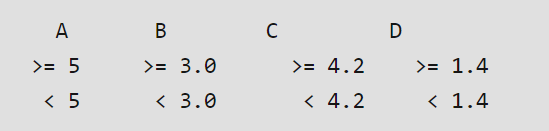 A B C D
>= 5 >= 3.0 >= 4.2 >= 1.4
< 5 < 3.0 < 4.2 < 1.4